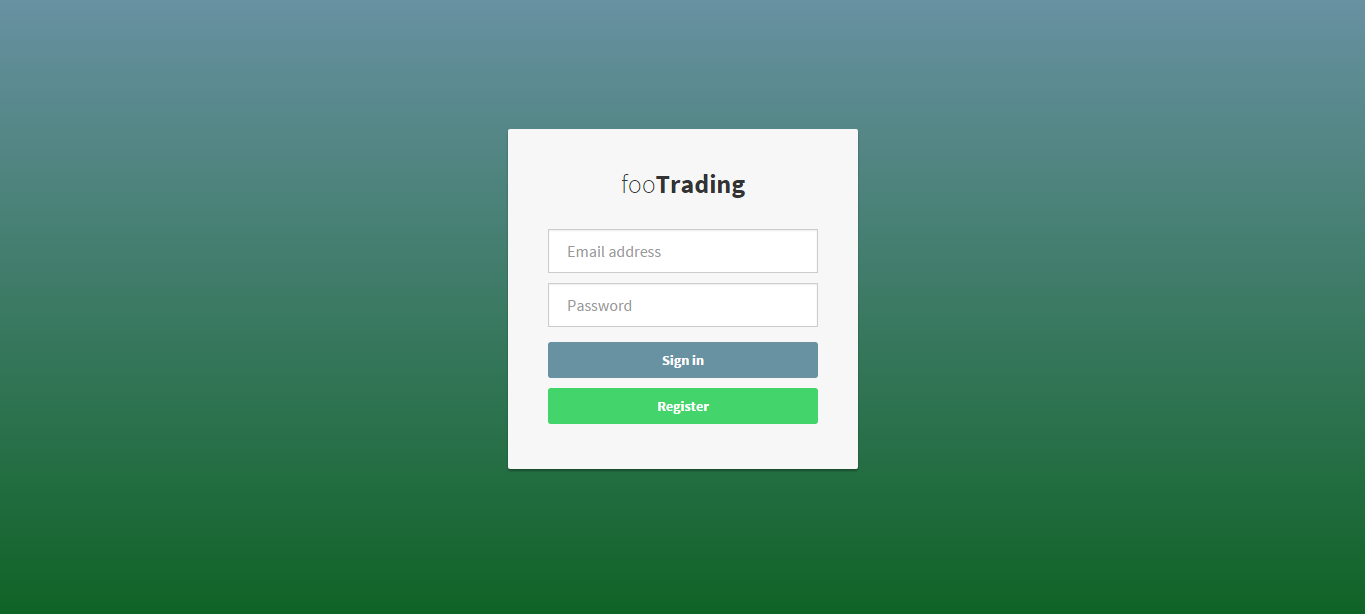 fooTrading
Email address
Password
Sign in
Register